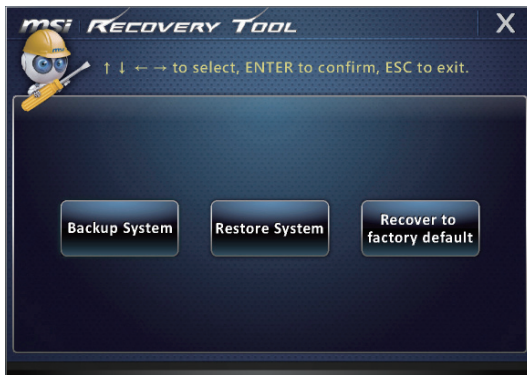 msi RECOVERY TOOL X
↑ ↓ ← → to select, ENTER to confirm, ESC to exit.
Backup System
Restore System
Recover to
factory default